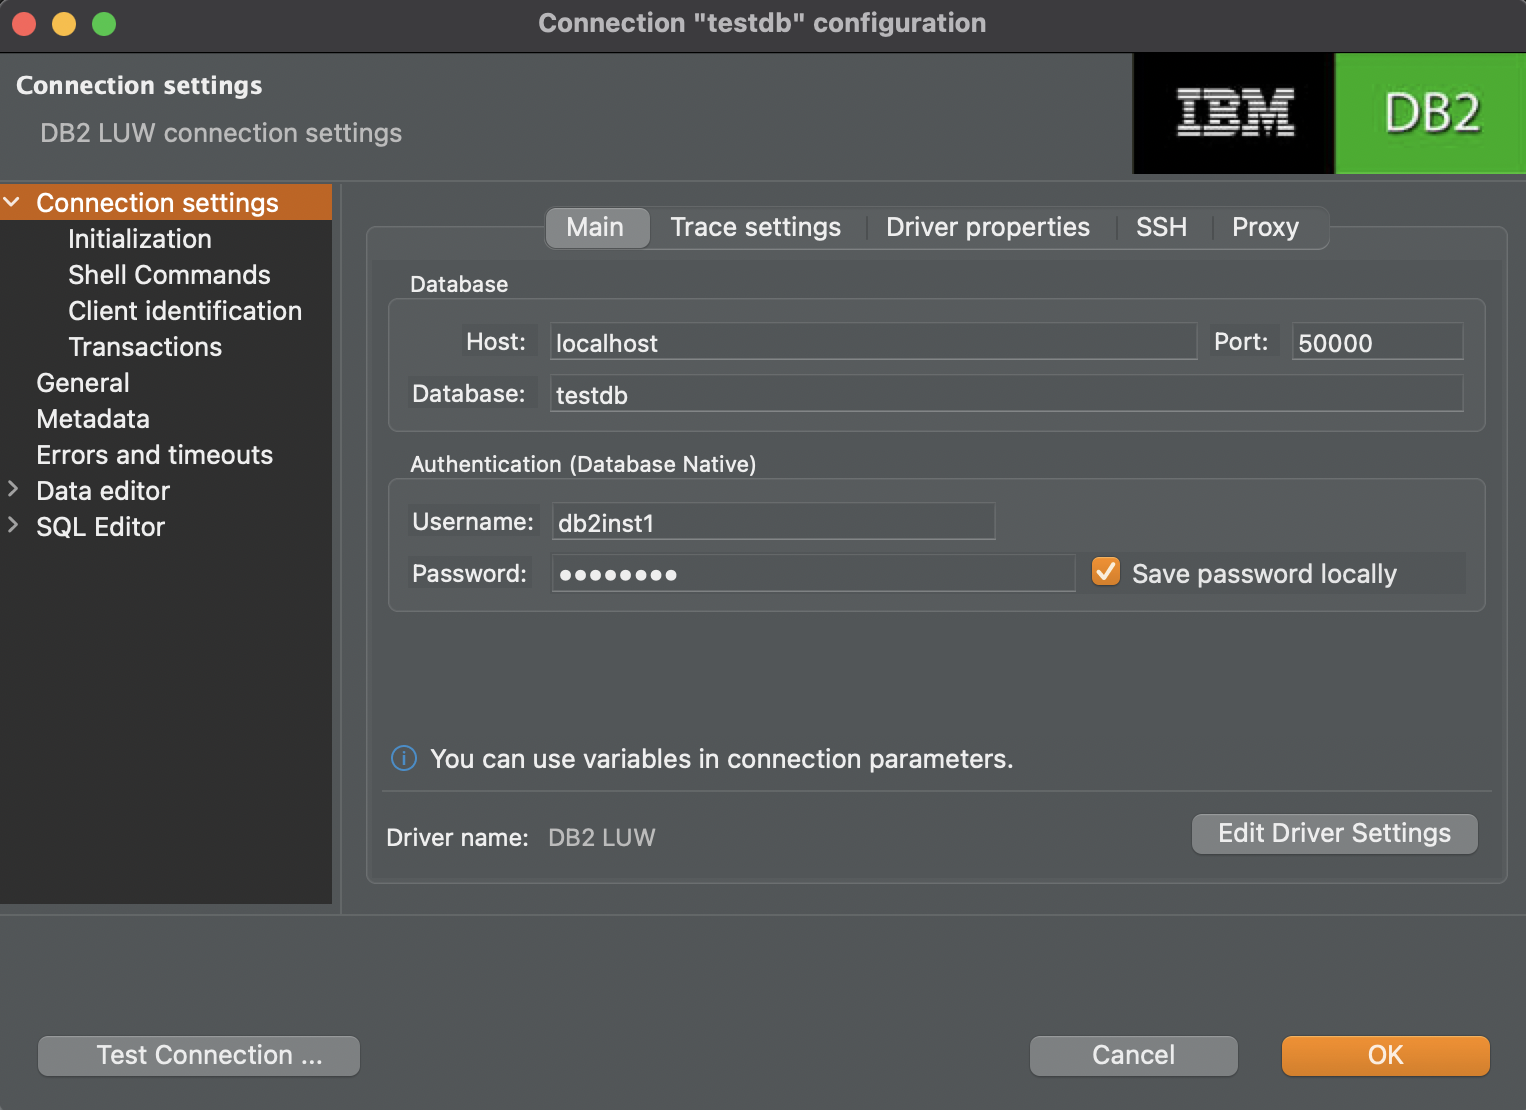 Connection "testdb" configuration
Connection settings
DB2 LUW connection settings
IBM DB2
Connection settings
Initialization
Shell Commands
Client identification
Transactions
General
Metadata
Errors and timeouts
Data editor
SQL Editor
Main Trace settings Driver properties SSH Proxy
Database
Host: localhost Port: 50000
Database: testdb
Authentication (Database Native)
Username: db2inst1
Password: ●●●●●●●● Save password locally
You can use variables in connection parameters.
Driver name: DB2 LUW Edit Driver Settings
Test Connection ... Cancel OK